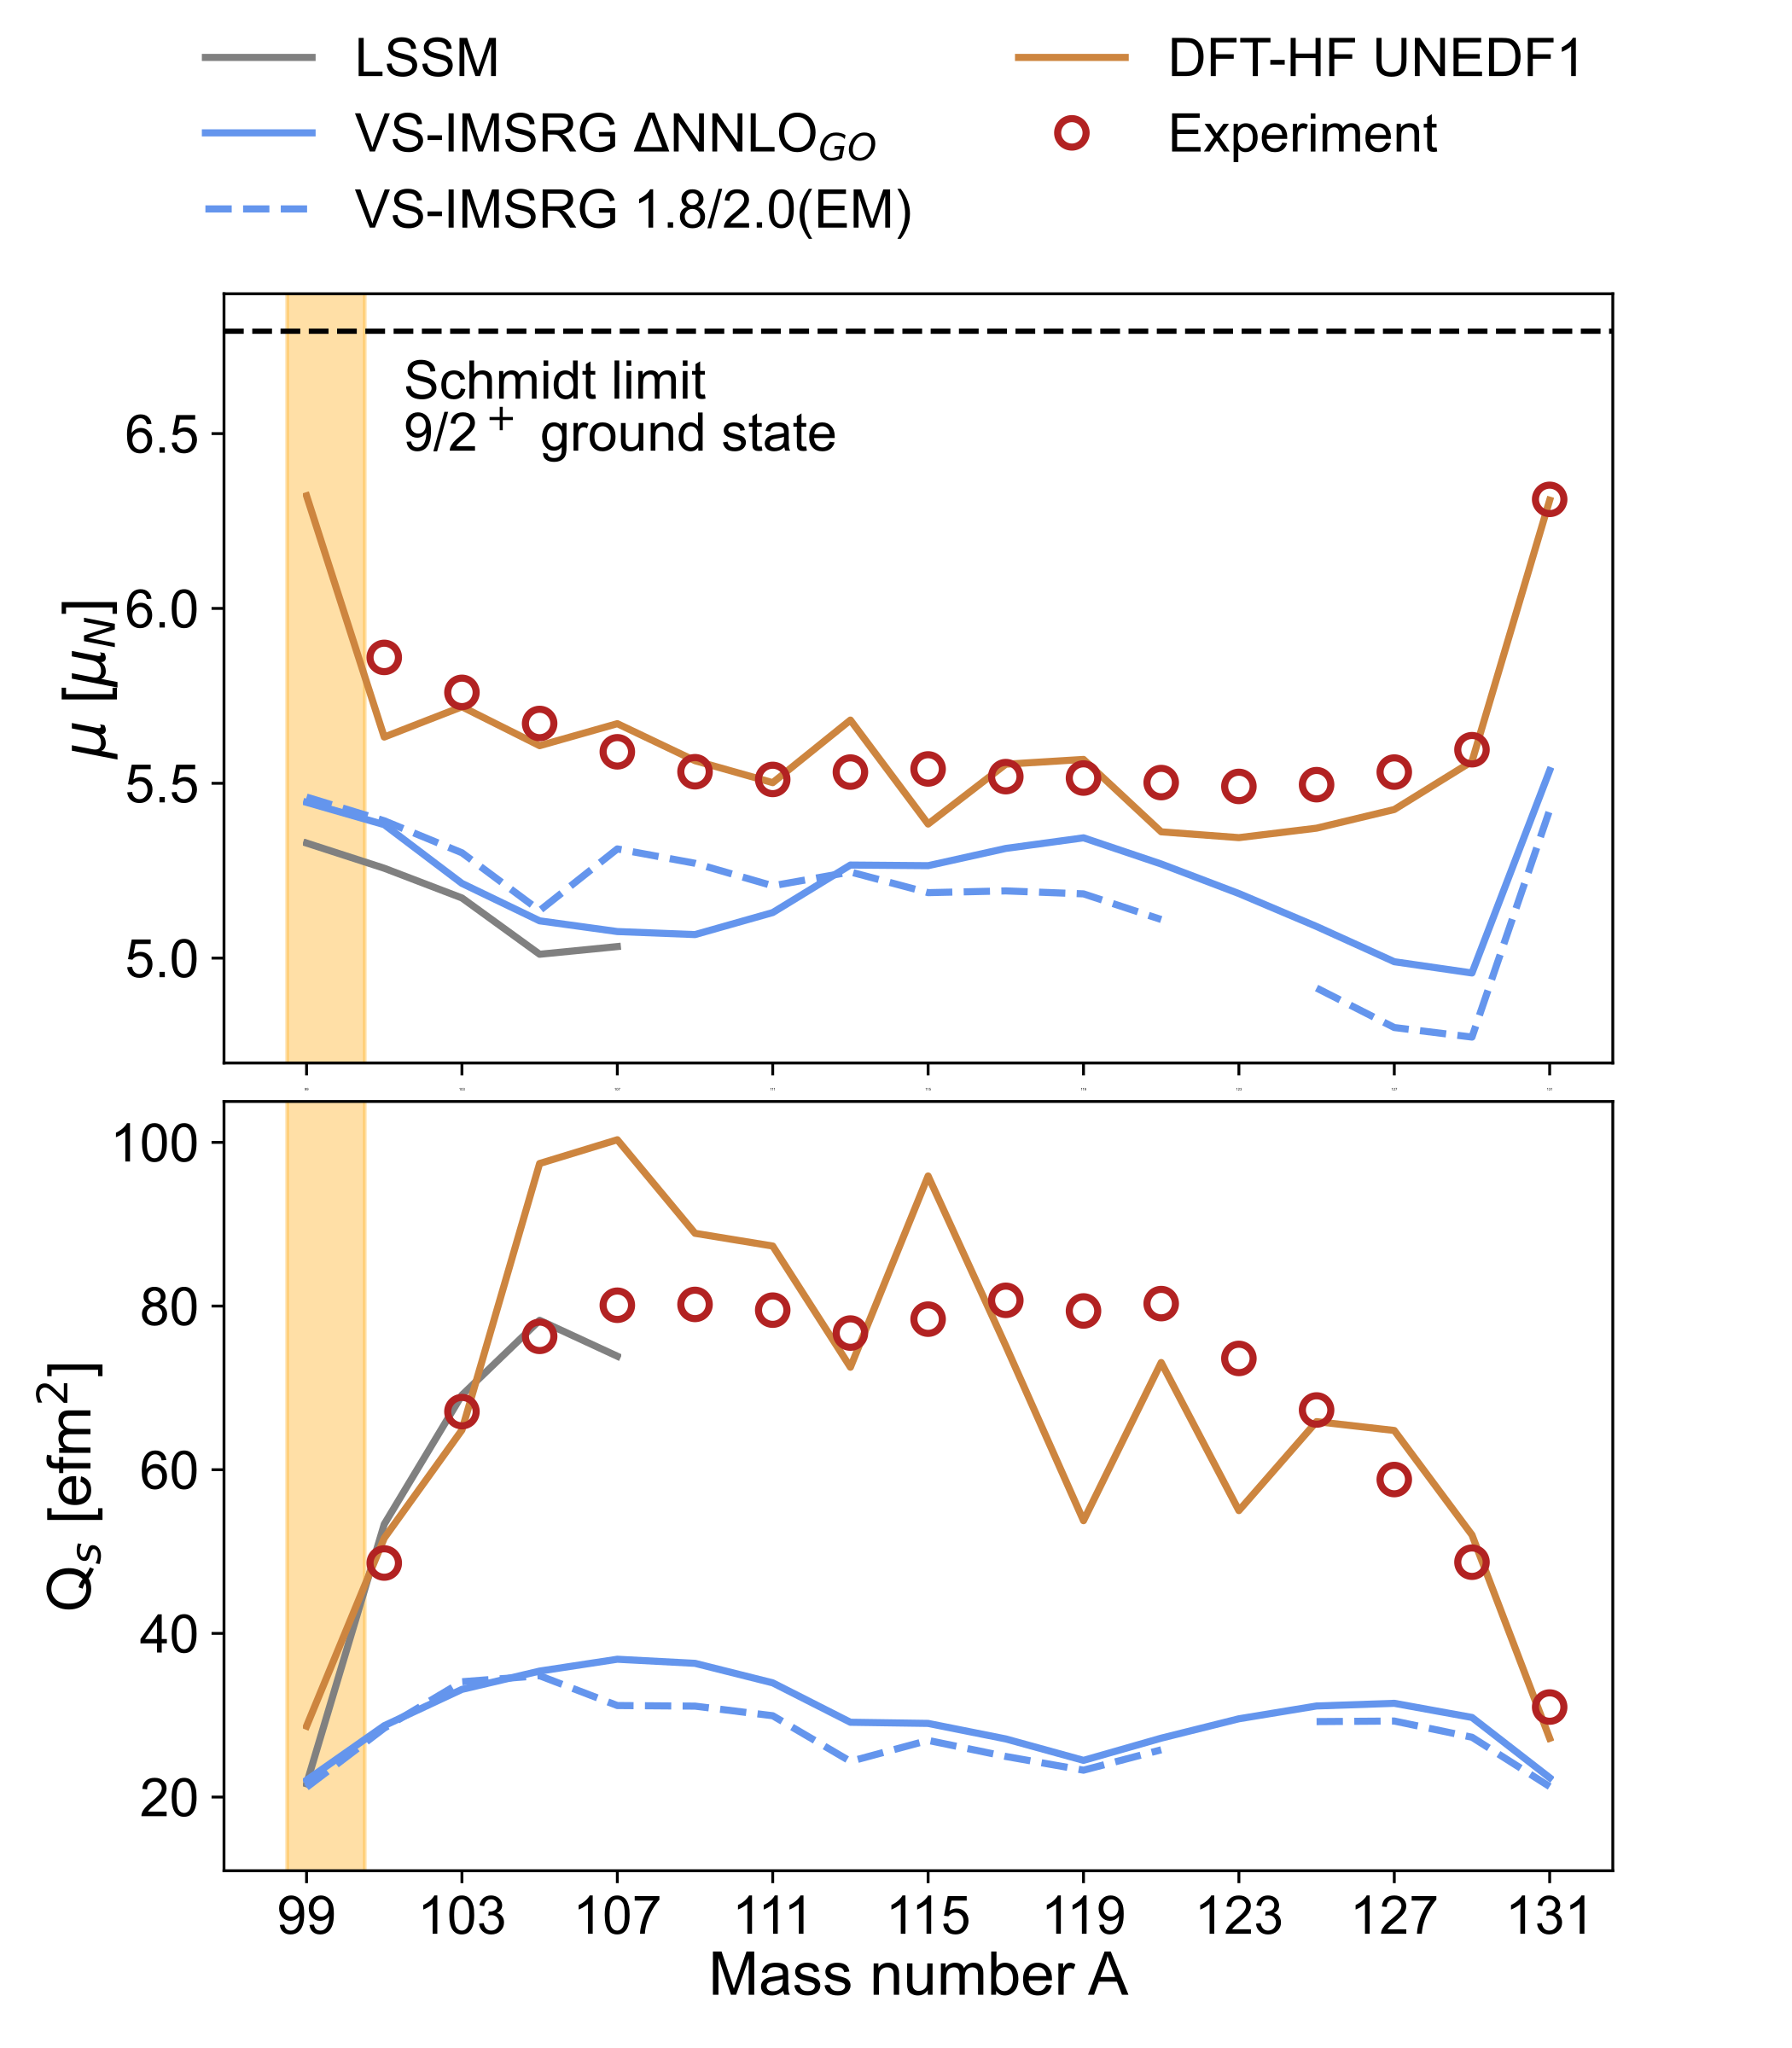 LSSM
VS-IMSRG ΔNNLO_GO
VS-IMSRG 1.8/2.0(EM)
DFT-HF UNEDF1
Experiment
Schmidt limit
9/2⁺ ground state
μ [μ_N]
6.5
6.0
5.5
5.0
Q_s [efm²]
100
80
60
40
20
99 103 107 111 115 119 123 127 131
Mass number A